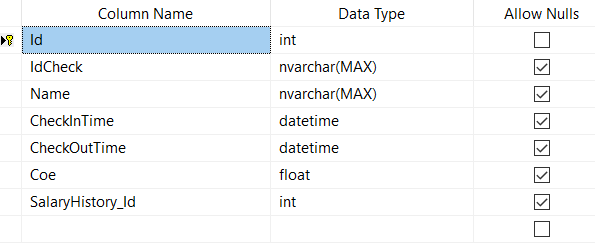 Column Name Data Type Allow Nulls
Id int
IdCheck nvarchar(MAX)
Name nvarchar(MAX)
CheckInTime datetime
CheckOutTime datetime
Coe float
SalaryHistory_Id int